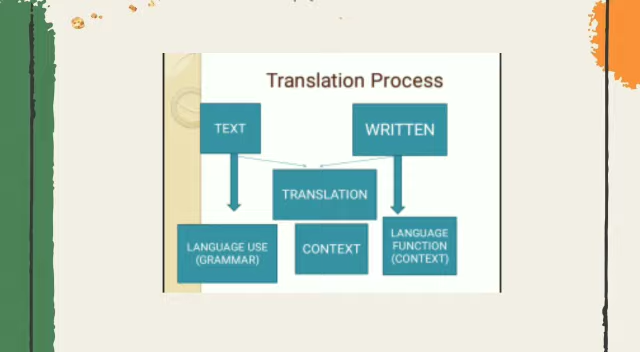 Translation Process
TEXT
WRITTEN
TRANSLATION
LANGUAGE USE
(GRAMMAR)
CONTEXT
LANGUAGE
FUNCTION
(CONTEXT)